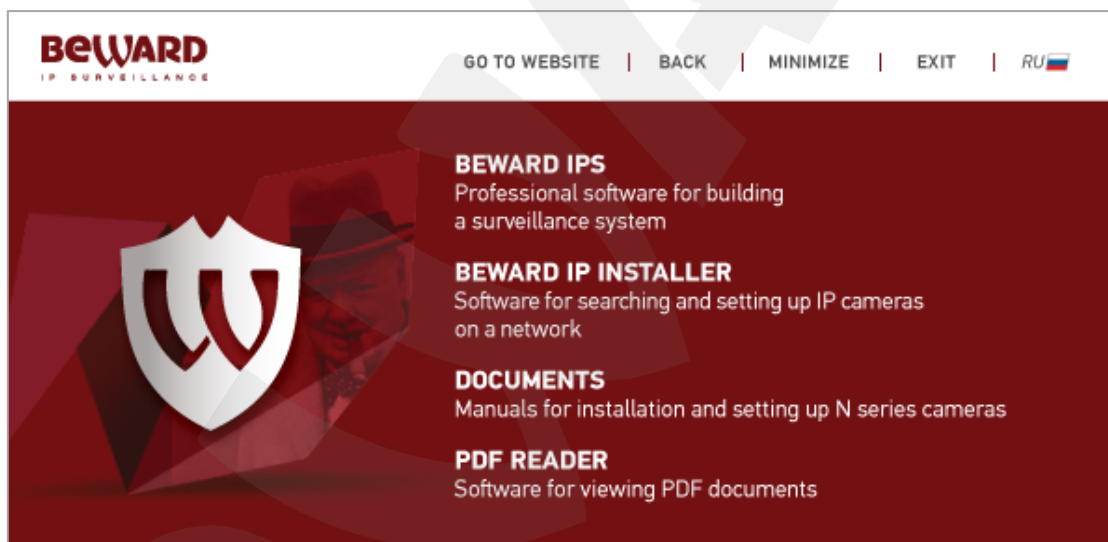 BEWARD
IP SURVEILLANCE
GO TO WEBSITE | BACK | MINIMIZE | EXIT | RU
BEWARD IPS
Professional software for building
a surveillance system
BEWARD IP INSTALLER
Software for searching and setting up IP cameras
on a network
DOCUMENTS
Manuals for installation and setting up N series cameras
PDF READER
Software for viewing PDF documents